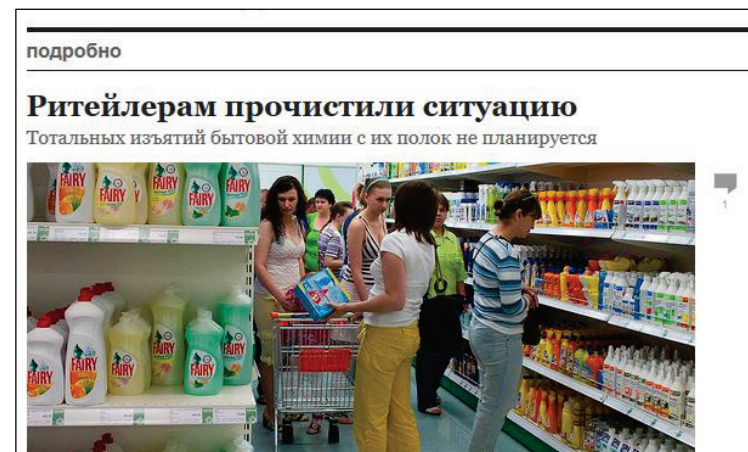 подробно
Ритейлерам прочистили ситуацию
Тотальных изъятий бытовой химии с их полок не планируется
1
FAIRY FAIRY FAIRY FAIRY FAIRY
FAIRY FAIRY FAIRY FAIRY FAIRY